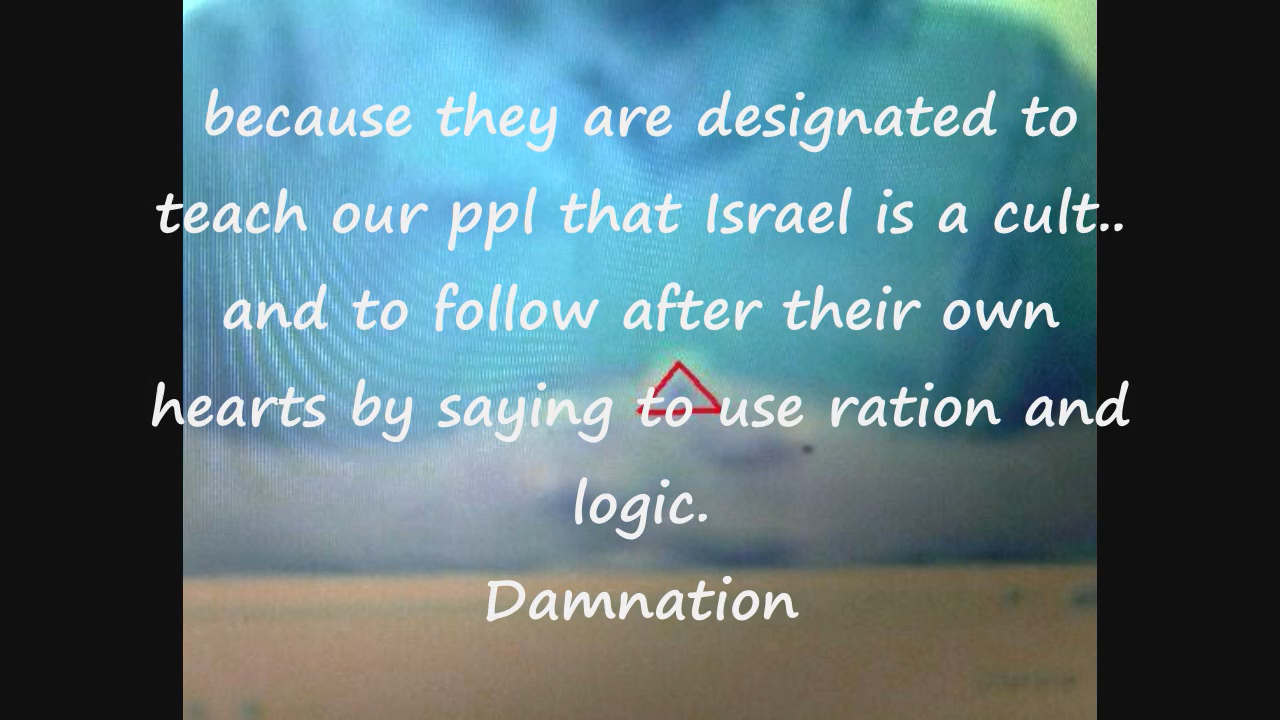 because they are designated to
teach our ppl that Israel is a cult..
and to follow after their own
hearts by saying to use ration and
logic.
Damnation